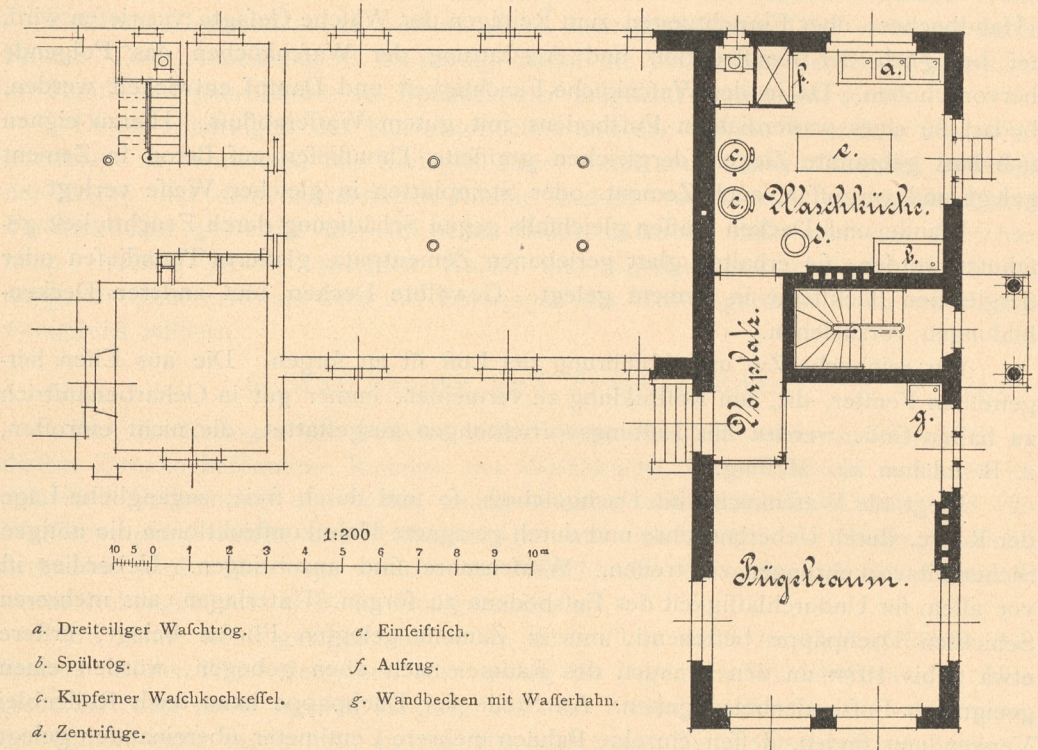 f.
a.
c.
e.
c.
Waschküche.
d.
b.
Vorplatz.
g.
1:200
10 5 0 1 2 3 4 5 6 7 8 9 10 m
Bügelraum.
a. Dreiteiliger Waſchtrog.
b. Spültrog.
c. Kupferner Waſchkochkeſſel.
d. Zentrifuge.
e. Einſeiftiſch.
f. Aufzug.
g. Wandbecken mit Waſſerhahn.